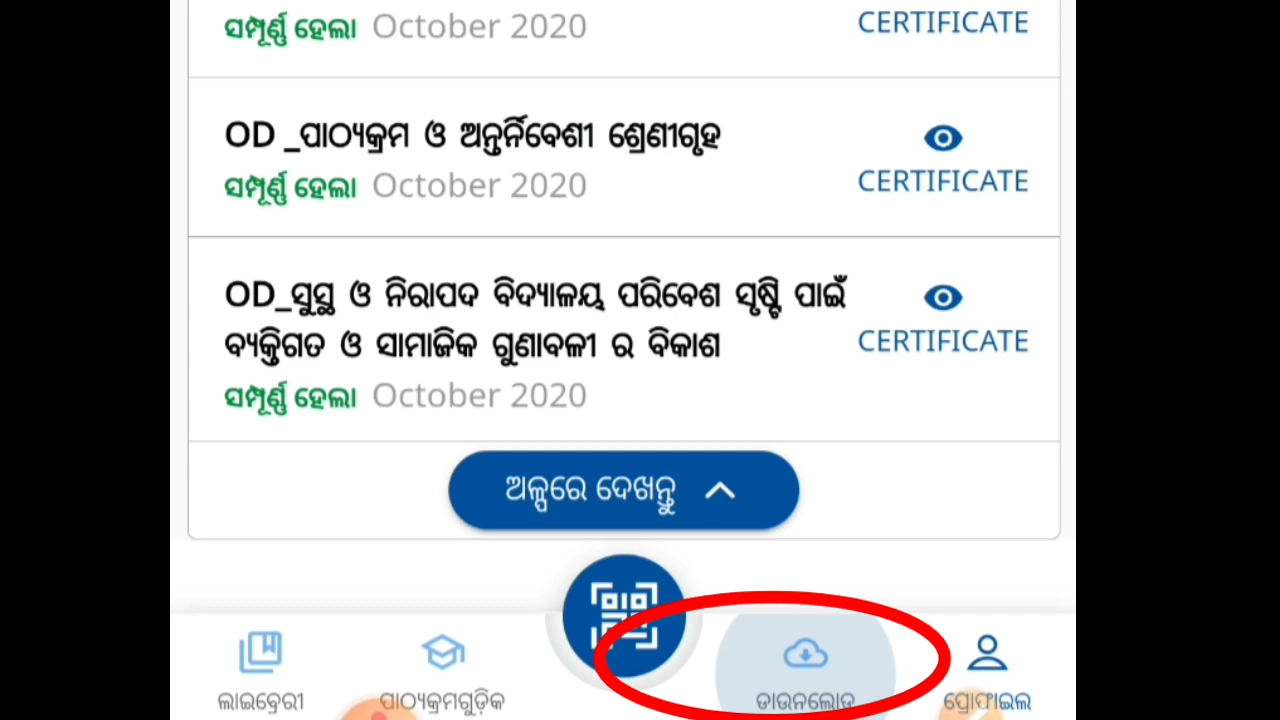 ସମ୍ପୂର୍ଣ୍ଣ ହେଲା October 2020
CERTIFICATE
OD _ପାଠ୍ୟକ୍ରମ ଓ ଅନ୍ତର୍ନିବେଶୀ ଶ୍ରେଣୀଗୃହ
ସମ୍ପୂର୍ଣ୍ଣ ହେଲା October 2020
CERTIFICATE
OD_ସୁସ୍ଥ ଓ ନିରାପଦ ବିଦ୍ୟାଳୟ ପରିବେଶ ସୃଷ୍ଟି ପାଇଁ
ବ୍ୟକ୍ତିଗତ ଓ ସାମାଜିକ ଗୁଣାବଳୀ ର ବିକାଶ
ସମ୍ପୂର୍ଣ୍ଣ ହେଲା October 2020
CERTIFICATE
ଅଳ୍ପରେ ଦେଖନ୍ତୁ
ଲାଇବ୍ରେରୀ ପାଠ୍ୟକ୍ରମଗୁଡ଼ିକ ଡାଉନଲୋଡ ପ୍ରୋଫାଇଲ